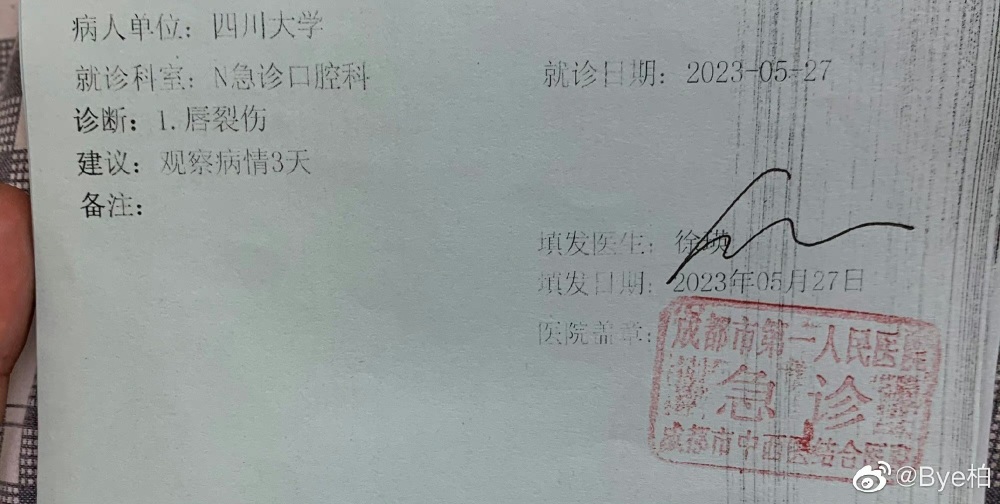 病人单位：四川大学
就诊科室：N急诊口腔科 就诊日期：2023-05-27
诊断：1.唇裂伤
建议：观察病情3天
备注：
填发医生：徐瑛
填发日期：2023年05月27日
医院盖章：
成都市第二人民医院
急诊
成都市中西医结合
@Bye柏